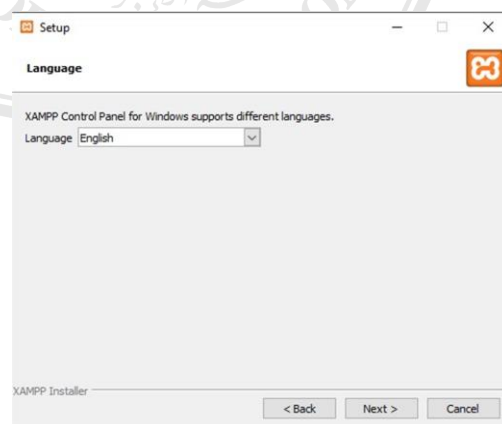 Setup
Language
XAMPP Control Panel for Windows supports different languages.
Language English
XAMPP Installer
< Back Next > Cancel